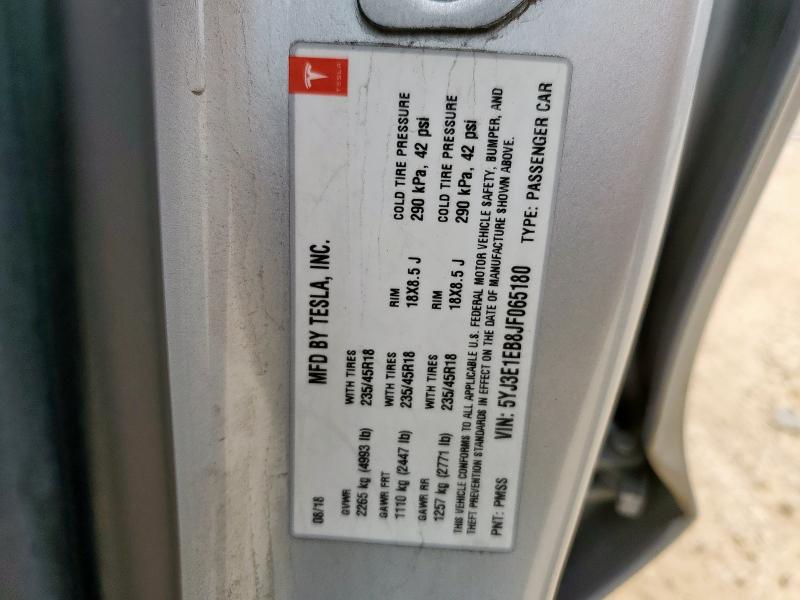 TESLA
MFD BY TESLA, INC.
08/18
GVWR WITH TIRES
2265 kg (4993 lb) 235/45R18
GAWR FRT WITH TIRES RIM COLD TIRE PRESSURE
1110 kg (2447 lb) 235/45R18 18X8.5 J 290 kPa, 42 psi
GAWR RR WITH TIRES RIM COLD TIRE PRESSURE
1257 kg (2771 lb) 235/45R18 18X8.5 J 290 kPa, 42 psi
THIS VEHICLE CONFORMS TO ALL APPLICABLE U.S. FEDERAL MOTOR VEHICLE SAFETY, BUMPER, AND
THEFT PREVENTION STANDARDS IN EFFECT ON THE DATE OF MANUFACTURE SHOWN ABOVE.
PNT: PMSS VIN: 5YJ3E1EB8JF065180 TYPE: PASSENGER CAR